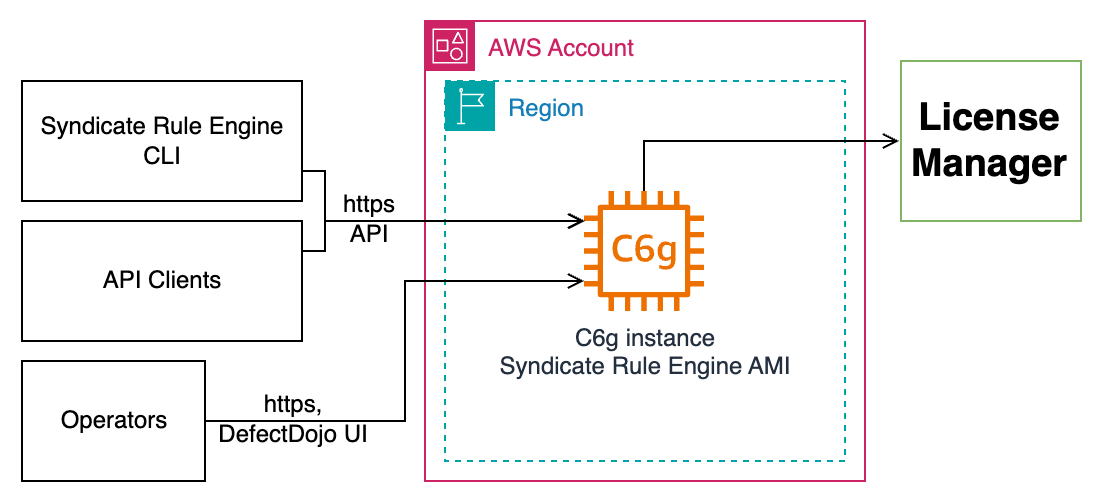 AWS Account
Region
Syndicate Rule Engine
CLI
API Clients
Operators
https
API
https,
DefectDojo UI
C6g
C6g instance
Syndicate Rule Engine AMI
License
Manager